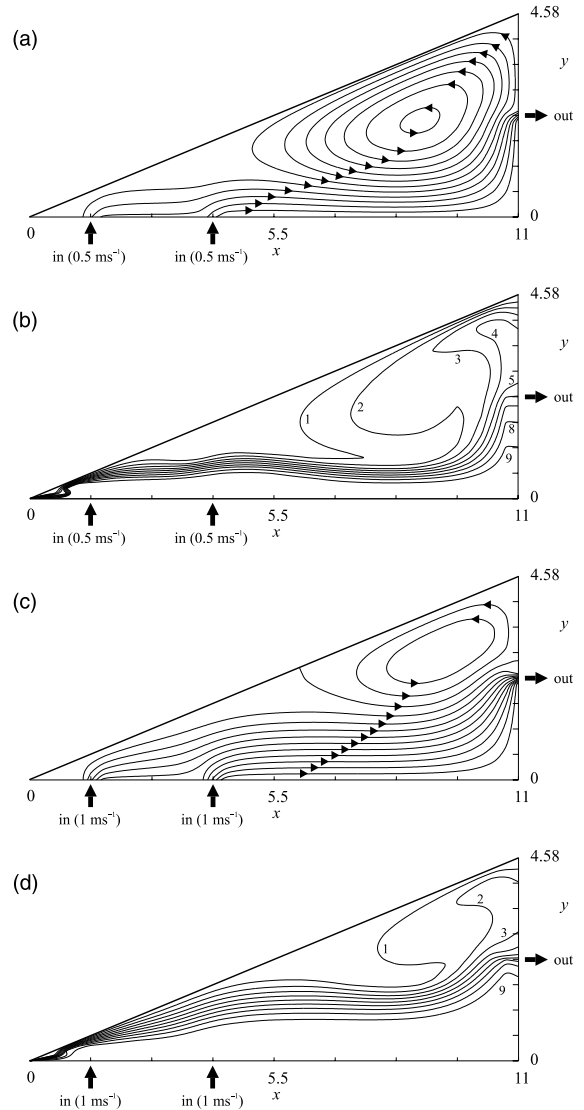 (a)
4.58
y
out
0
0
5.5
11
in (0.5 ms⁻¹)
in (0.5 ms⁻¹)
x
(b)
4.58
4
y
3
5
2
out
1
8
9
0
0
5.5
11
in (0.5 ms⁻¹)
in (0.5 ms⁻¹)
x
(c)
4.58
y
out
0
0
5.5
11
in (1 ms⁻¹)
in (1 ms⁻¹)
x
(d)
4.58
2
y
3
1
out
9
0
0
5.5
11
in (1 ms⁻¹)
in (1 ms⁻¹)
x